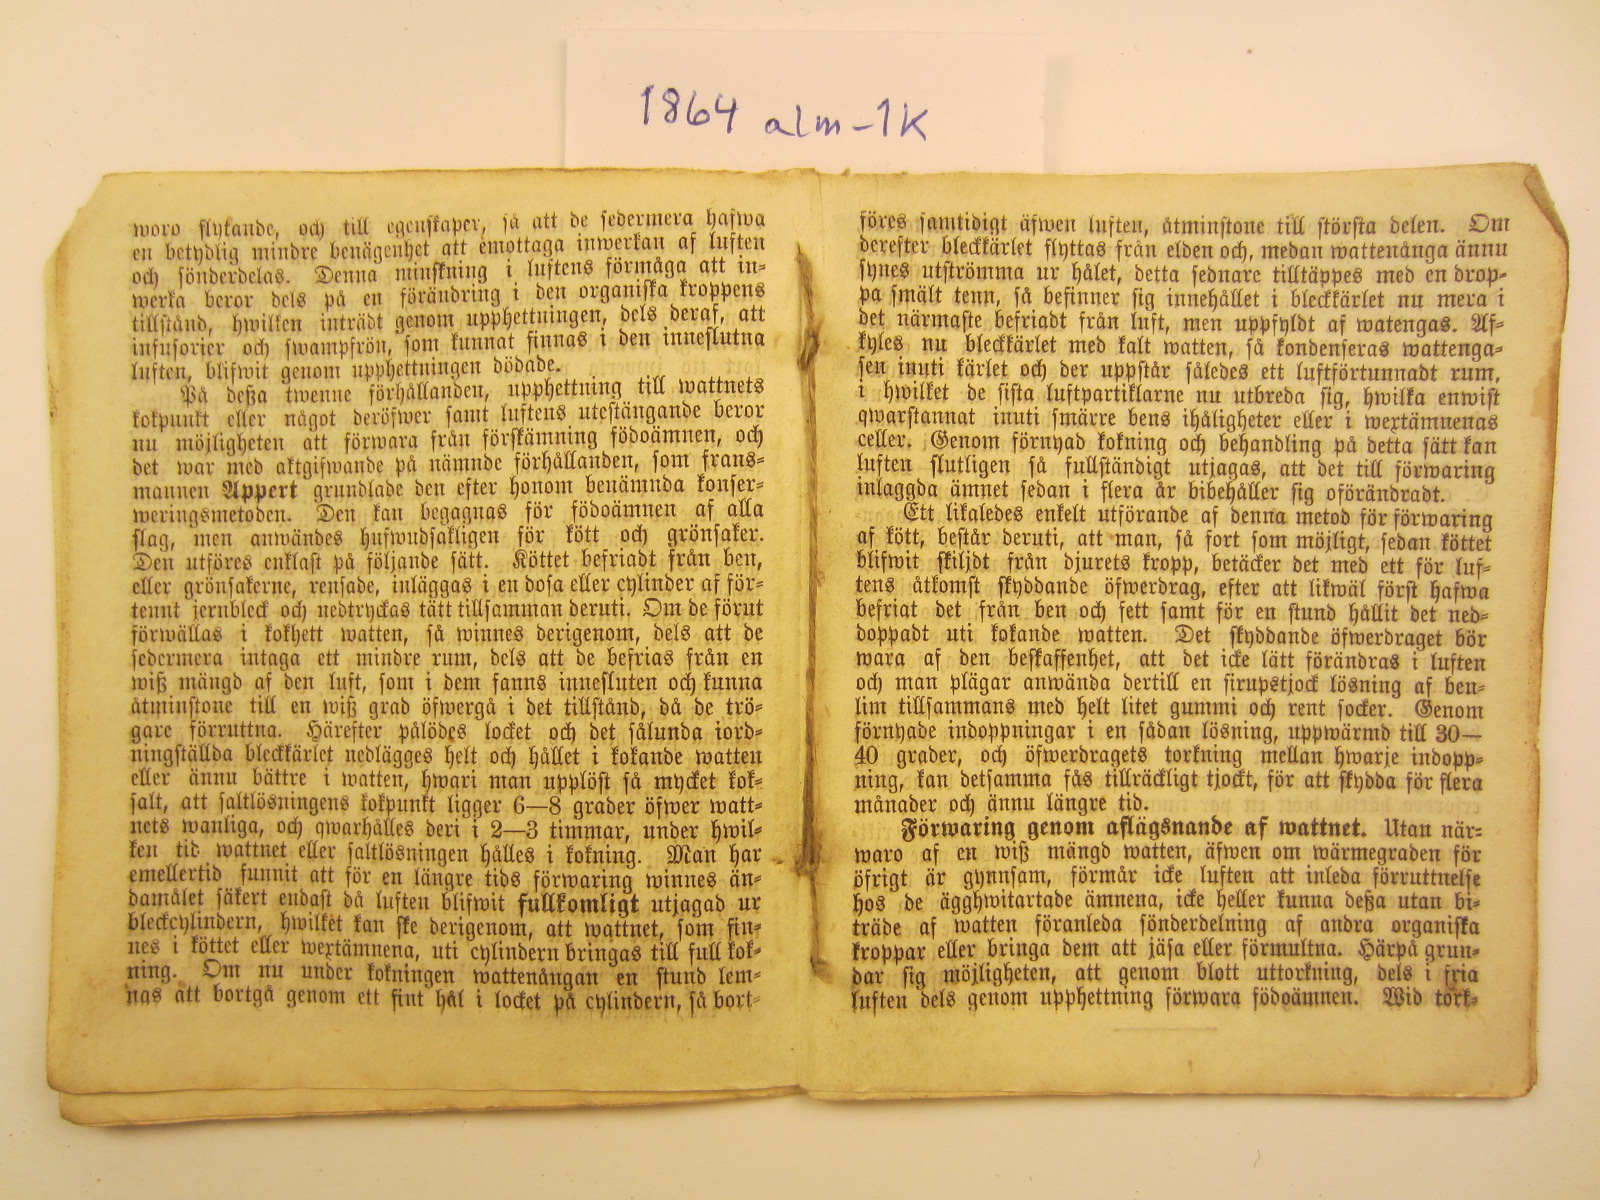 1864 alm-1K
woro flytande, och till egenskaper, så att de sedermera hafwa
en betydlig mindre benägenhet att emottaga inwerkan af luften
och sönderdelas. Denna minskning i luftens förmåga att in=
werka beror dels på en förändring i den organiska kroppens
tillstånd, hwilken inträdt genom upphettningen, dels deraf, att
infusorier och swampfrön, som kunnat finnas i den inneslutna
luften, blifwit genom upphettningen dödade.
På deßa twenne förhållanden, upphettning till wattnets
kokpunkt eller något deröfwer samt luftens utestängande beror
nu möjligheten att förwara från förskämning födoämnen, och
det war med aktgifwande på nämnde förhållanden, som frans=
mannen Appert grundlade den efter honom benämnda konser=
weringsmetoden. Den kan begagnas för födoämnen af alla
slag, men användes hufwudsakligen för kött och grönsaker.
Den utföres enklast på följande sätt. Köttet befriadt från ben,
eller grönsakerne, rensade, inläggas i en dosa eller cylinder af för=
tennt jernbleck och nedtryckas tätt tillsamman deruti. Om de förut
förwällas i kokhett watten, så winnes derigenom, dels att de
sedermera intaga ett mindre rum, dels att de befrias från en
wiß mängd af den luft, som i dem fanns innesluten och kunna
åtminstone till en wiß grad öfwergå i det tillstånd, då de trö=
gare förruttna. Härefter pålödes locket och det sålunda iord=
ningställda bleckkärlet nedlägges helt och hållet i kokande watten
eller ännu bättre i watten, hwari man upplöst så mycket kok=
salt, att saltlösningens kokpunkt ligger 6—8 grader öfwer watt=
nets wanliga, och qwarhålles deri i 2—3 timmar, under hwil=
ken tid wattnet eller saltlösningen hålles i kokning. Man har
emellertid funnit att för en längre tids förwaring winnes än=
damålet säkert endast då luften blifwit fullkomligt utjagad ur
bleckcylindern, hwilket kan ske derigenom, att wattnet, som fin=
nes i köttet eller wextämnena, uti cylindern bringas till full kok=
ning. Om nu under kokningen wattenångan en stund lem=
nas att bortgå genom ett fint hål i locket på cylindern, så bort=
föres samtidigt äfwen luften, åtminstone till största delen. Om
derefter bleckkärlet flyttas från elden och, medan wattenånga ännu
synes utströmma ur hålet, detta sednare tilltäppes med en drop=
pa smält tenn, så befinner sig innehållet i bleckkärlet nu mera i
det närmaste befriadt från luft, men uppfyldt af watengas. Af=
kyles nu bleckkärlet med kalt watten, så kondenseras wattenga=
sen inuti kärlet och der uppstår således ett luftförtunnadt rum,
i hwilket de sista luftpartiklarne nu utbreda sig, hwilka enwist
qwarstannat inuti smärre bens ihåligheter eller i wextämnenas
celler. Genom förnyad kokning och behandling på detta sätt kan
luften slutligen så fullständigt utjagas, att det till förwaring
inlaggda ämnet sedan i flera år bibehåller sig oförändradt.
Ett likaledes enkelt utförande af denna metod för förwaring
af kött, består deruti, att man, så fort som möjligt, sedan köttet
blifwit skiljdt från djurets kropp, betäcker det med ett för luf=
tens åtkomst skyddande öfwerdrag, efter att likwäl först hafwa
befriat det från ben och fett samt för en stund hållit det ned=
doppadt uti kokande watten. Det skyddande öfwerdraget bör
wara af den beskaffenhet, att det icke lätt förändras i luften
och man plägar anwända dertill en sirupstjock lösning af ben=
lim tillsammans med helt litet gummi och rent socker. Genom
förnyade indoppningar i en sådan lösning, uppwärmd till 30—
40 grader, och öfwerdragets torkning mellan hwarje indopp=
ning, kan detsamma fås tillräckligt tjockt, för att skydda för flera
månader och ännu längre tid.
Förwaring genom aflägsnande af wattnet. Utan när=
waro af en wiß mängd watten, äfwen om wärmegraden för
öfrigt är gynnsam, förmår icke luften att inleda förruttnelse
hos de ägghwitartade ämnena, icke heller kunna deßa utan bi=
träde af watten föranleda sönderdelning af andra organiska
kroppar eller bringa dem att jäsa eller förmultna. Härpå grun=
dar sig möjligheten, att genom blott uttorkning, dels i fria
luften dels genom upphettning förwara födoämnen. Wid tork=